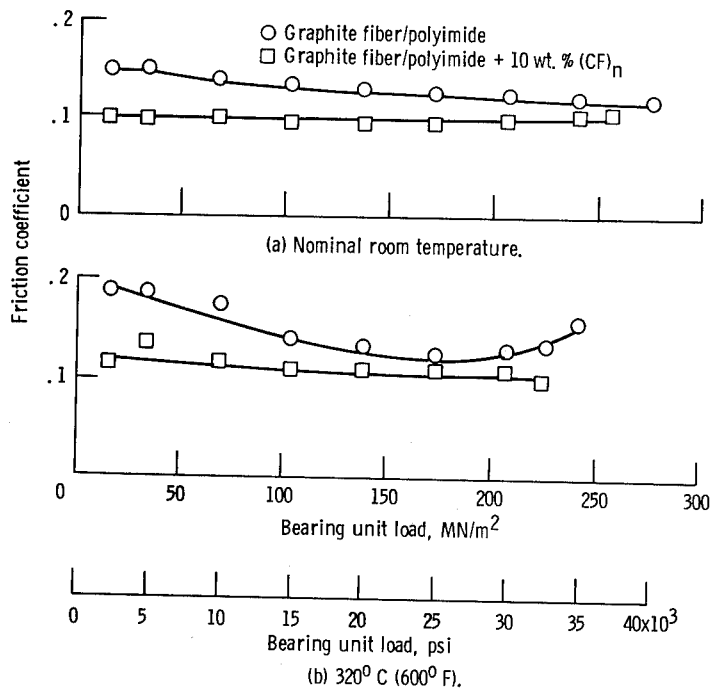 .2
Graphite fiber/polyimide
Graphite fiber/polyimide + 10 wt. % (CF)n
.1
0
(a) Nominal room temperature.
Friction coefficient
.2
.1
0 50 100 150 200 250 300
Bearing unit load, MN/m2
0 5 10 15 20 25 30 35 40x103
Bearing unit load, psi
(b) 320º C (600º F).